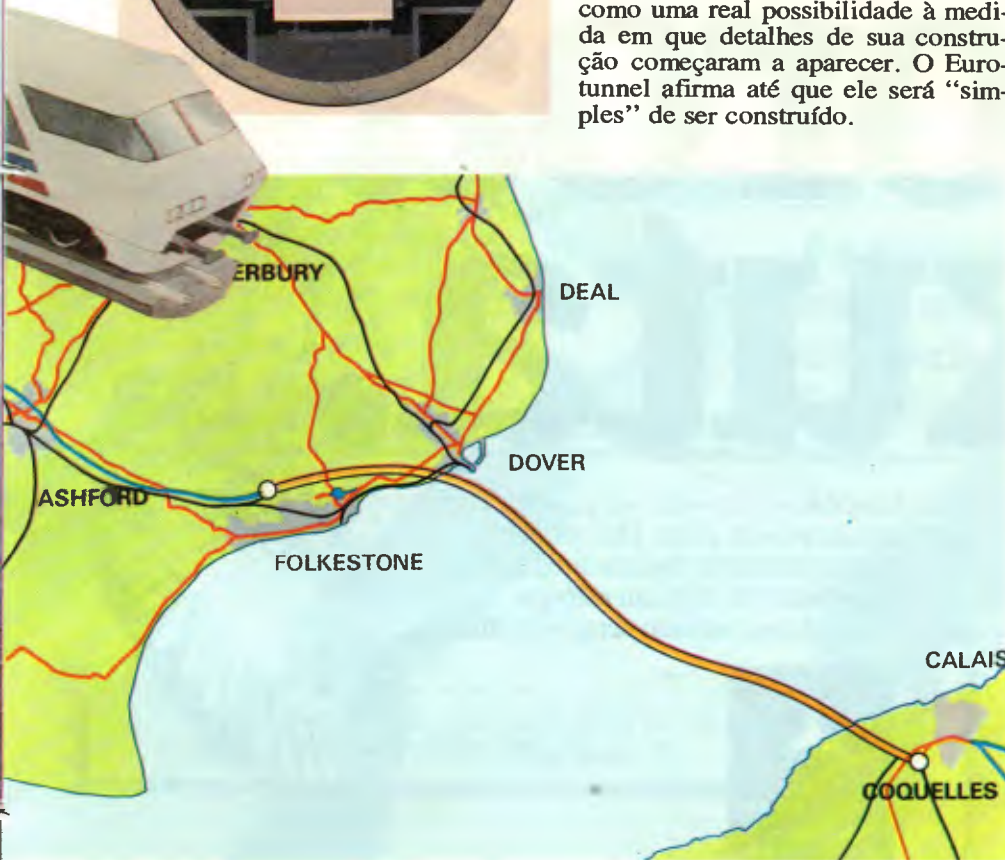 como uma real possibilidade à medi-
da em que detalhes de sua constru-
ção começaram a aparecer. O Euro-
tunnel afirma até que ele será “sim-
ples” de ser construído.
ERBURY
DEAL
DOVER
ASHFORD
FOLKESTONE
CALAIS
COQUELLES